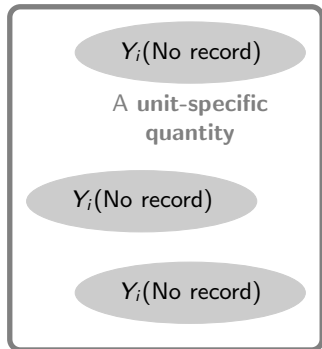 Yᵢ(No record)
A unit-specific
quantity
Yᵢ(No record)
Yᵢ(No record)